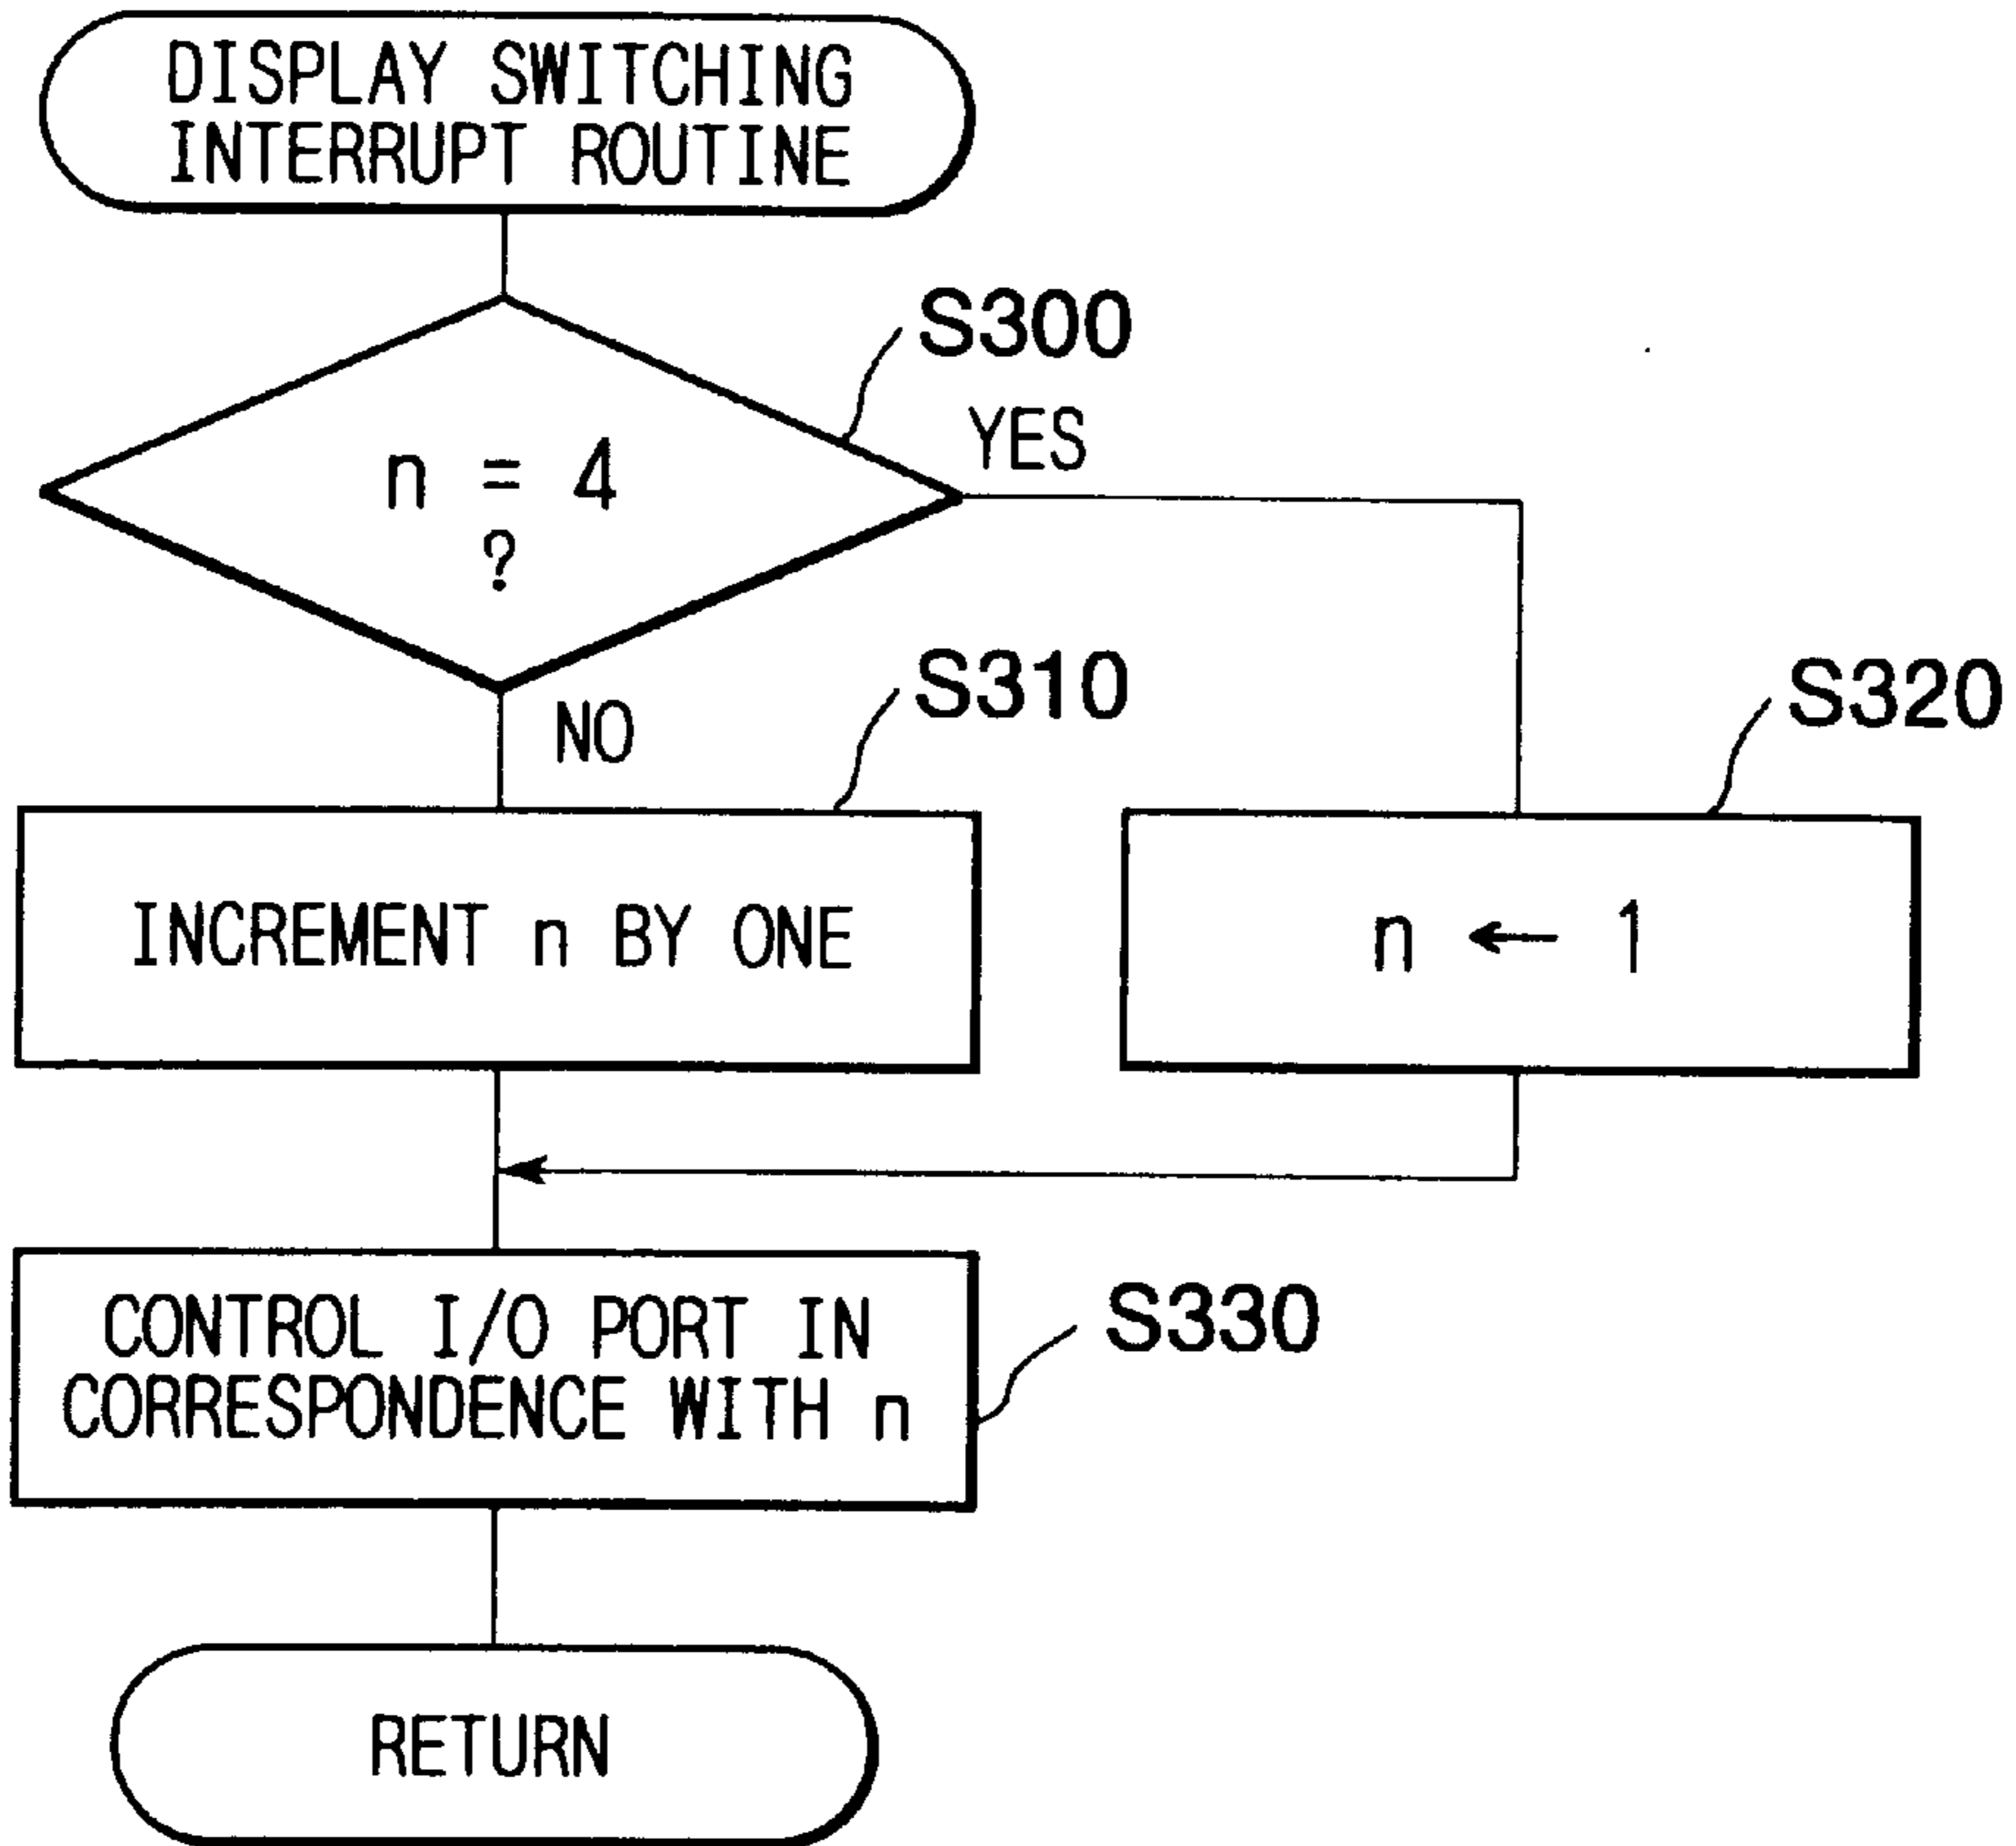 DISPLAY SWITCHING
INTERRUPT ROUTINE
S300
YES
n = 4
?
NO
S310
S320
INCREMENT n BY ONE
n ← 1
CONTROL I/O PORT IN
CORRESPONDENCE WITH n
S330
RETURN